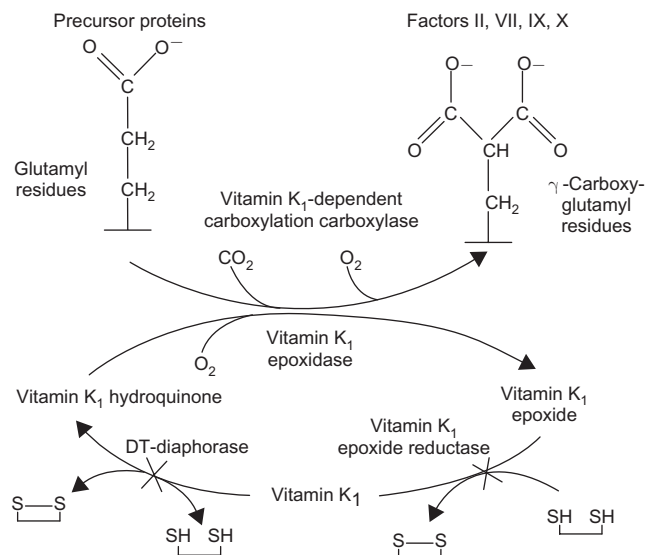 Precursor proteins
Factors II, VII, IX, X
O
O–
C
CH2
CH2
Glutamyl
residues
O–
O–
C
C
O
O
CH
CH2
γ-Carboxy-
glutamyl
residues
Vitamin K1-dependent
carboxylation carboxylase
CO2
O2
O2
Vitamin K1
epoxidase
Vitamin K1 hydroquinone
Vitamin K1
epoxide
DT-diaphorase
Vitamin K1
epoxide reductase
Vitamin K1
S S
SH SH
S–S
SH SH